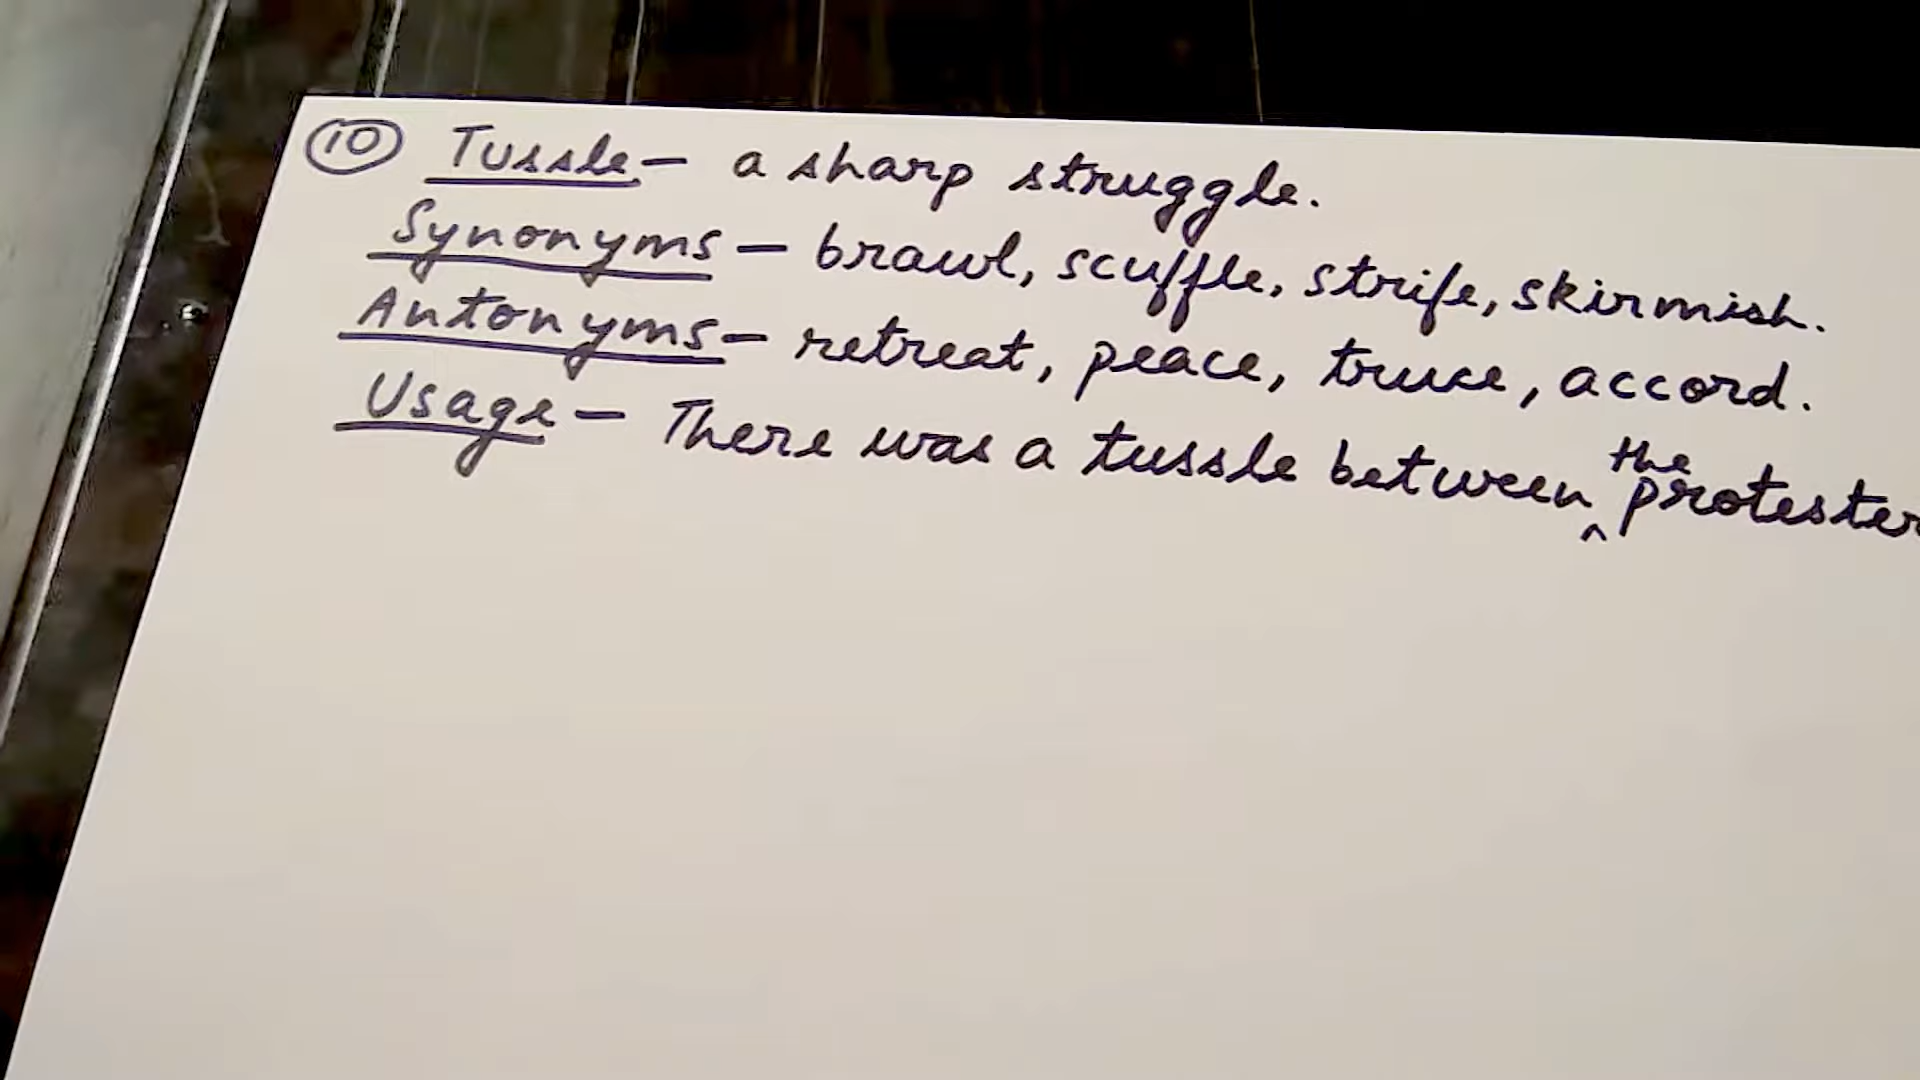 10 Tussle - a sharp struggle.
Synonyms - brawl, scuffle, strife, skirmish.
Antonyms - retreat, peace, truce, accord.
Usage - There was a tussle between the protester